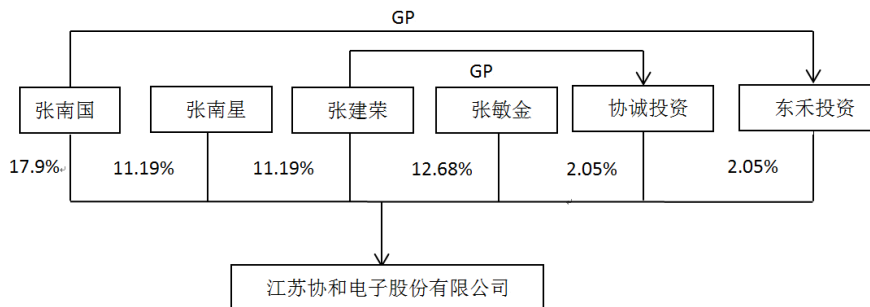 GP
GP
张南国
张南星
张建荣
张敏金
协诚投资
东禾投资
17.9%
11.19%
11.19%
12.68%
2.05%
2.05%
江苏协和电子股份有限公司